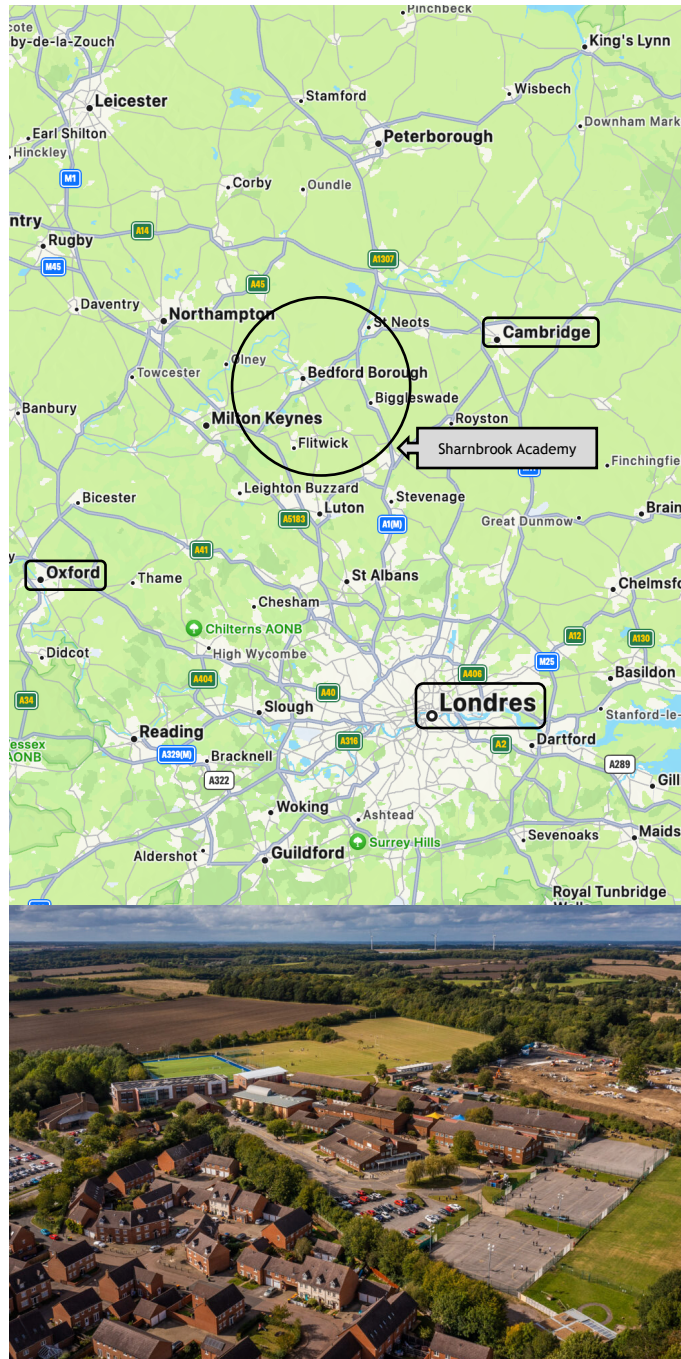 Pinchbeck
cote
by-de-la-Zouch
King's Lynn
Leicester
Stamford
Wisbech
Earl Shilton
Peterborough
Downham Mark
Hinckley
M1
Corby
Oundle
ntry
Rugby
A14
M45
A1307
A45
Daventry
Northampton
St Neots
Cambridge
Olney
Towcester
Bedford Borough
Biggleswade
Banbury
Milton Keynes
Royston
Flitwick
Sharnbrook Academy
Finchingfie
Leighton Buzzard
Bicester
Stevenage
Luton
A5183
A1(M)
Great Dunmow
Brain
A41
y
Oxford
Thame
St Albans
Chelmsfo
Chesham
Chilterns AONB
A12
A130
Didcot
High Wycombe
M25
A404
A406
Basildon
A40
A34
Slough
Londres
Stanford-le-
Reading
A316
A2
Dartford
essex
AONB
A329(M)
Bracknell
A289
A322
Gill
Woking
Ashtead
Sevenoaks
Maids
Surrey Hills
Aldershot
Guildford
Royal Tunbridge